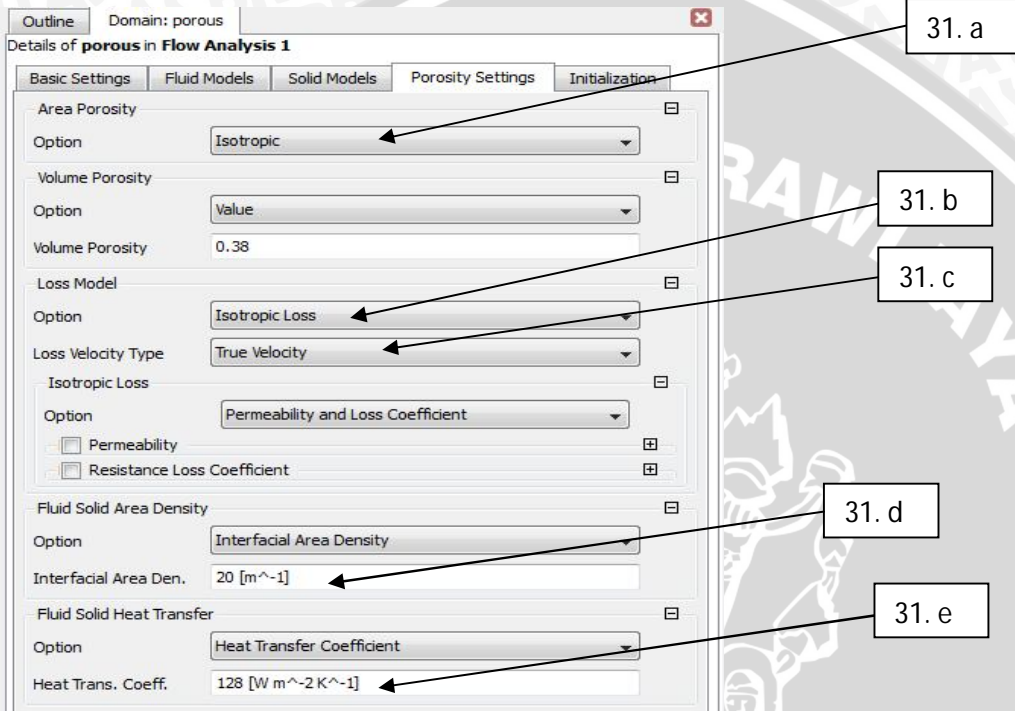 Outline Domain: porous
31. a
Details of porous in Flow Analysis 1
Basic Settings Fluid Models Solid Models Porosity Settings Initialization
Area Porosity
Option Isotropic
Volume Porosity
31. b
Option Value
Volume Porosity 0.38
31. c
Loss Model
Option Isotropic Loss
Loss Velocity Type True Velocity
Isotropic Loss
Option Permeability and Loss Coefficient
Permeability
Resistance Loss Coefficient
Fluid Solid Area Density
31. d
Option Interfacial Area Density
Interfacial Area Den. 20 [m^-1]
Fluid Solid Heat Transfer
31. e
Option Heat Transfer Coefficient
Heat Trans. Coeff. 128 [W m^-2 K^-1]